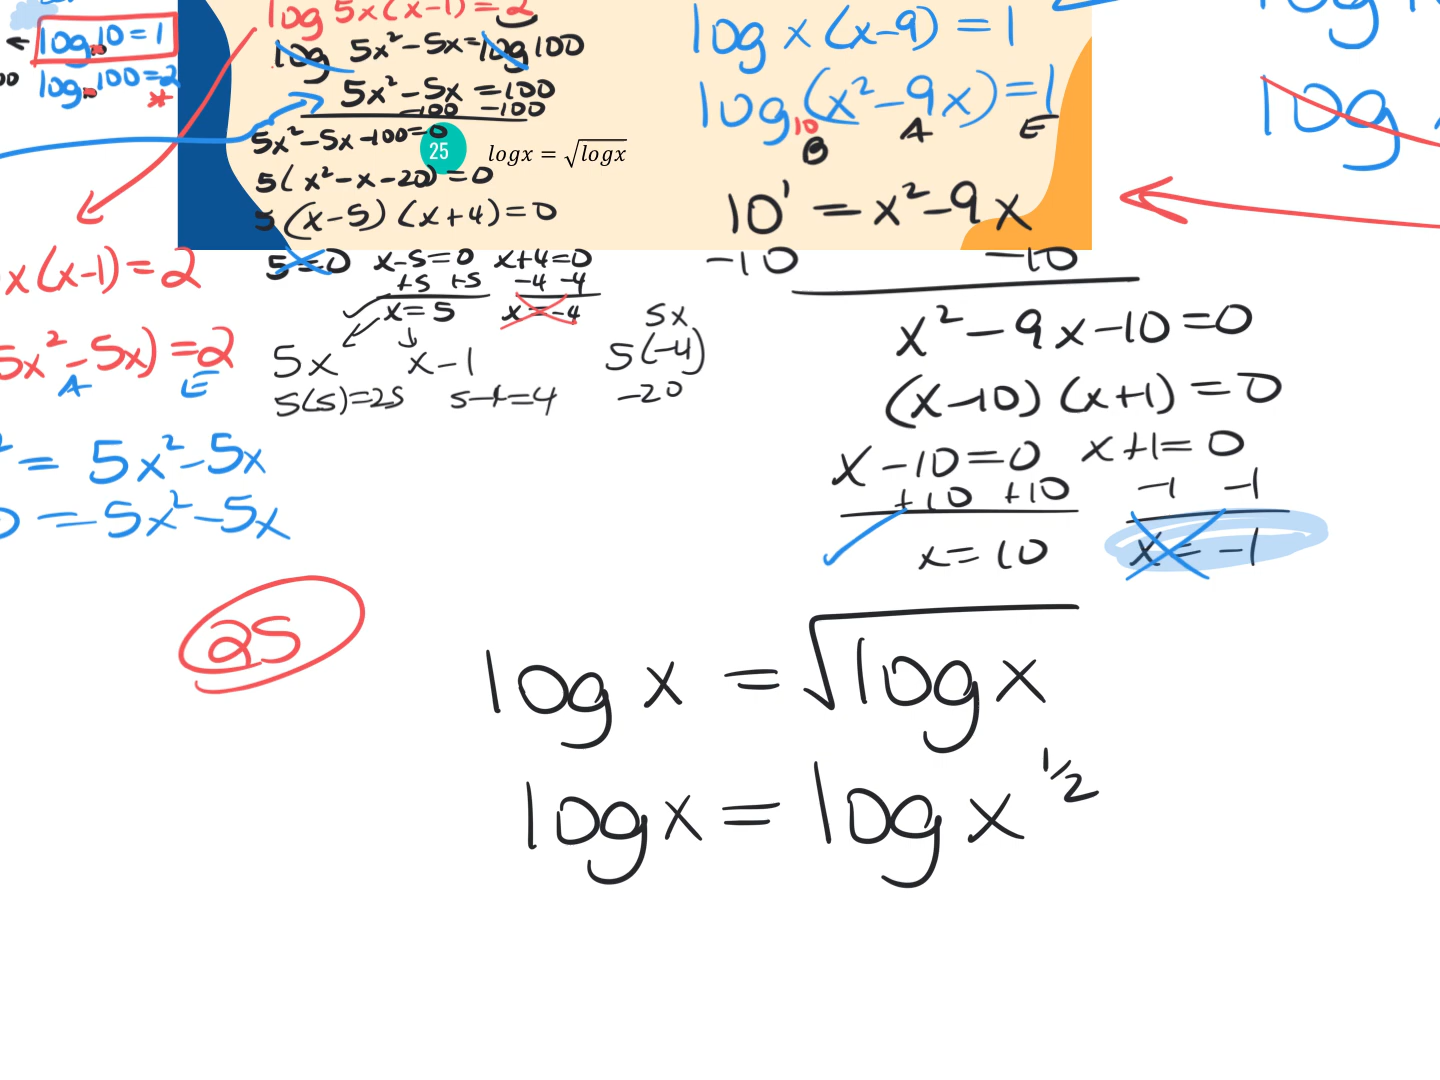 log 10 = 1
log 100 = 2
log 5x(x-1) = 2
log 5x² - 5x = log 100
5x² - 5x = 100
-100 -100
5x² - 5x - 100 = 0
5(x² - x - 20) = 0
5(x-5)(x+4) = 0
5 = 0 x-5=0 x+4=0
+5 +5 -4 -4
x = 5 x = -4
5x x-1
5(5)=25 5-1=4
5x
5(-4)
-20
25
logx = √logx
log x(x-9) = 1
log₁₀(x²-9x) = 1
B A E
10¹ = x² - 9x
-10 -10
x² - 9x - 10 = 0
(x-10)(x+1) = 0
x - 10 = 0 x+1 = 0
+10 +10 -1 -1
x = 10 x = -1
x(x-1) = 2
5x² - 5x) = 2
A E
= 5x² - 5x
= 5x² - 5x
25
log x = √log x
log x = log x^1/2
log